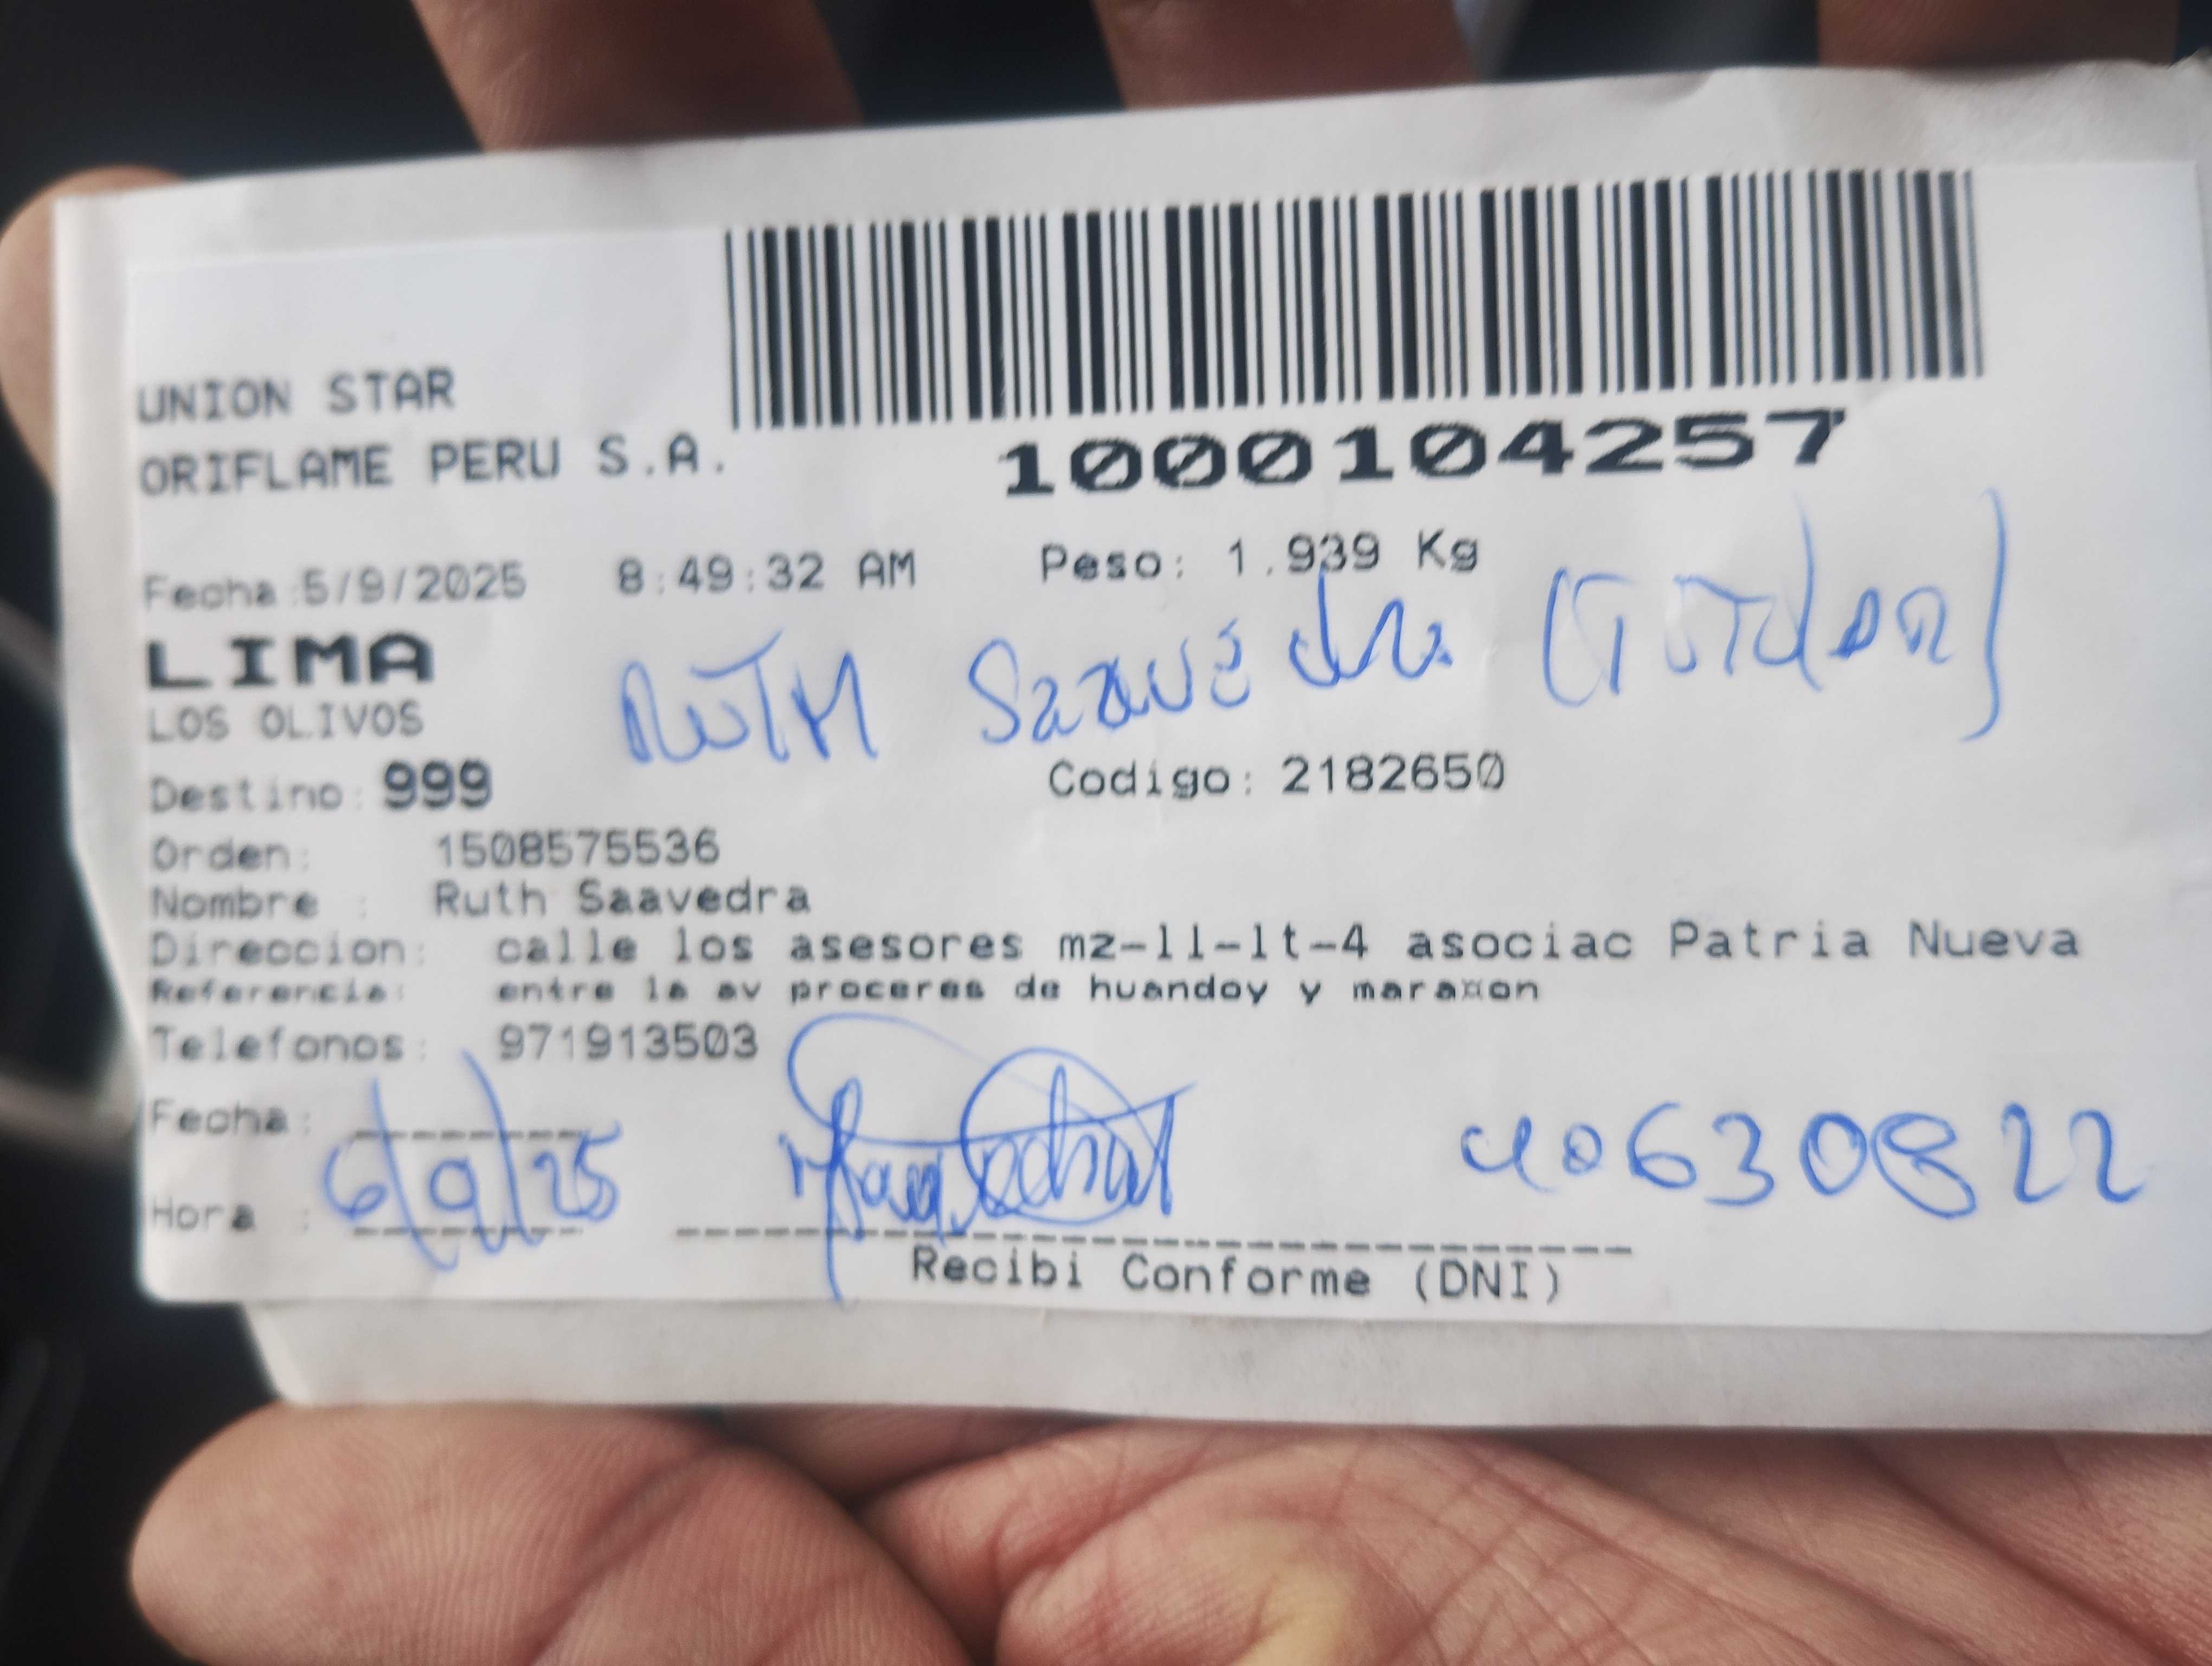 UNION STAR
ORIFLAME PERU S.A.
1000104257
Fecha:5/9/2025 8:49:32 AM Peso: 1.939 Kg
LIMA
LOS OLIVOS
RUTH Saavedra (TITULAR)
Destino: 999 Codigo: 2182650
Orden: 1508575536
Nombre : Ruth Saavedra
Direccion: calle los asesores mz-ll-lt-4 asociac Patria Nueva
Referencia: entre la av proceres de huandoy y mara¤on
Telefonos: 971913503
Fecha:
6/9/25
40630822
Hora :
Recibi Conforme (DNI)